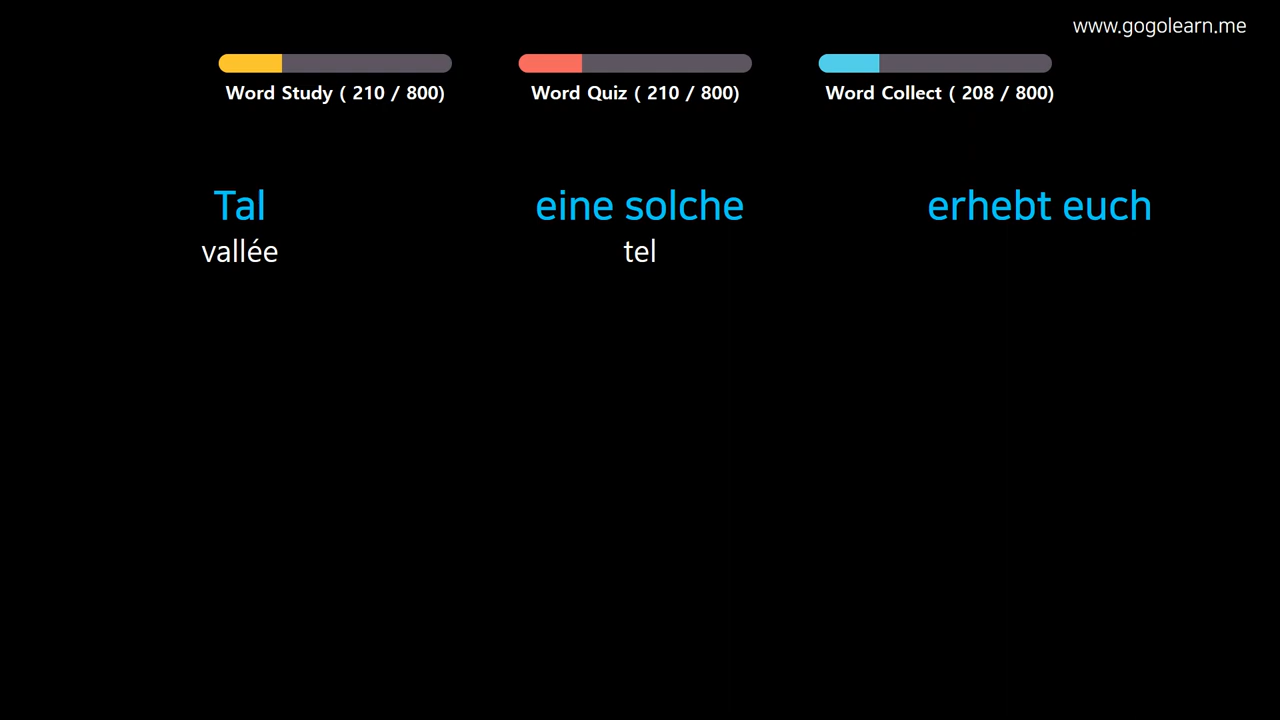 www.gogolearn.me
Word Study ( 210 / 800)
Word Quiz ( 210 / 800)
Word Collect ( 208 / 800)
Tal
eine solche
erhebt euch
vallée
tel